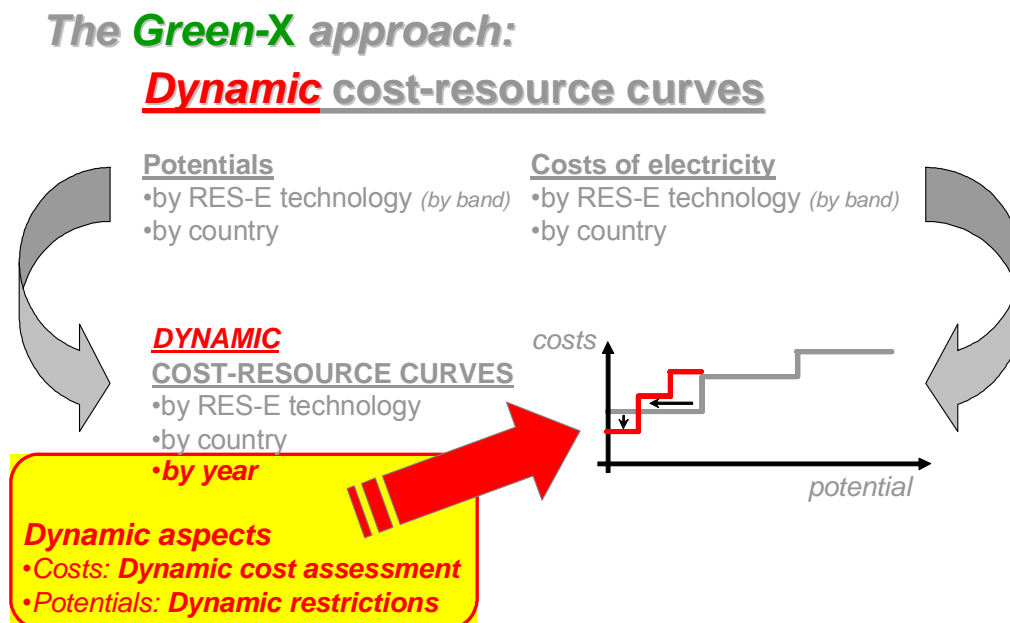 The Green-X approach:
Dynamic cost-resource curves
Potentials
•by RES-E technology (by band)
•by country
Costs of electricity
•by RES-E technology (by band)
•by country
DYNAMIC
COST-RESOURCE CURVES
•by RES-E technology
•by country
•by year
costs
potential
Dynamic aspects
•Costs: Dynamic cost assessment
•Potentials: Dynamic restrictions